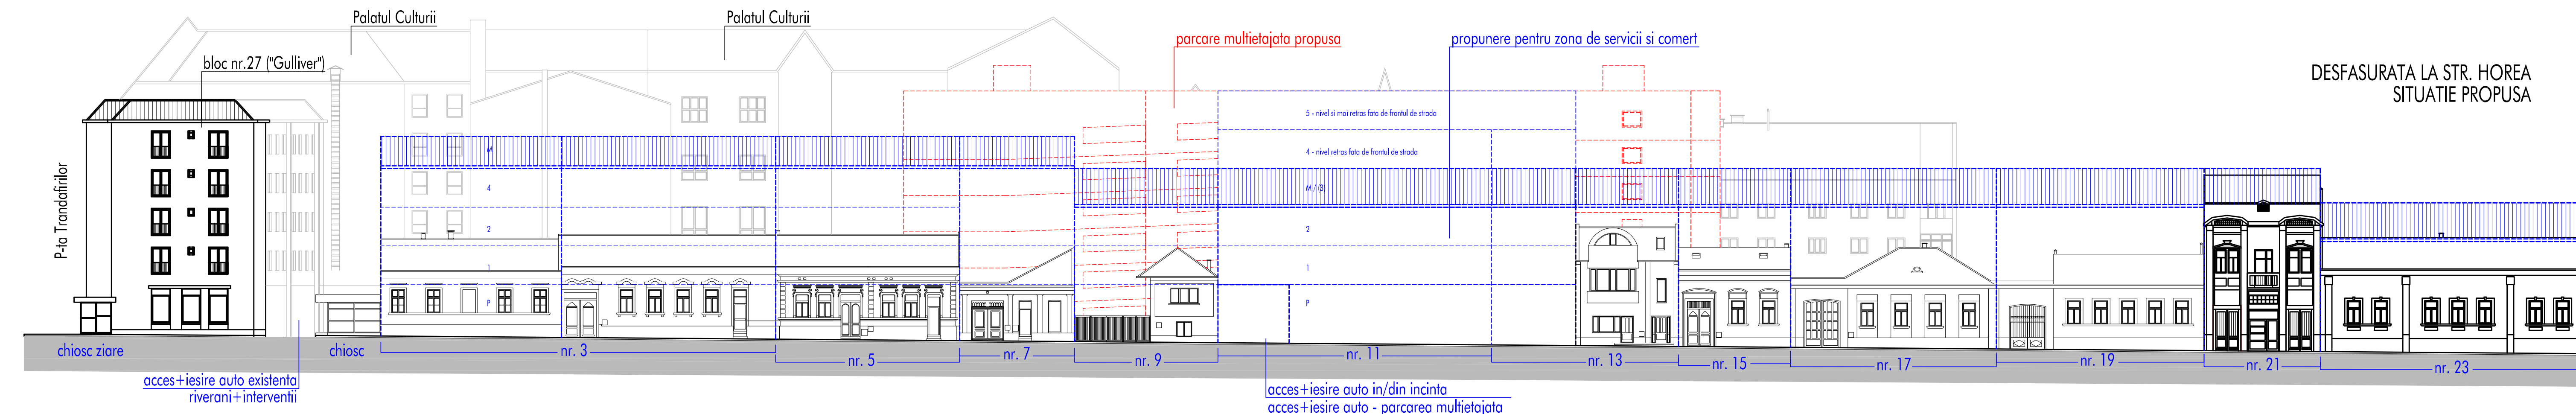 Palatul Culturii
Palatul Culturii
parcare multietajata propusa
propunere pentru zona de servicii si comert
bloc nr.27 ("Gulliver")
DESFASURATA LA STR. HOREA
SITUATIE PROPUSA
5 - nivel si mai retras fata de frontul de strada
M
4 - nivel retras fata de frontul de strada
P-ta Trandafirilor
4
M / (3)
2
2
1
1
P
P
chiosc ziare
chiosc
nr. 3
nr. 5
nr. 7
nr. 9
nr. 11
nr. 13
nr. 15
nr. 17
nr. 19
nr. 21
nr. 23
acces+iesire auto existenta
riverani+interventii
acces+iesire auto in/din incinta
acces+iesire auto - parcarea multietajata